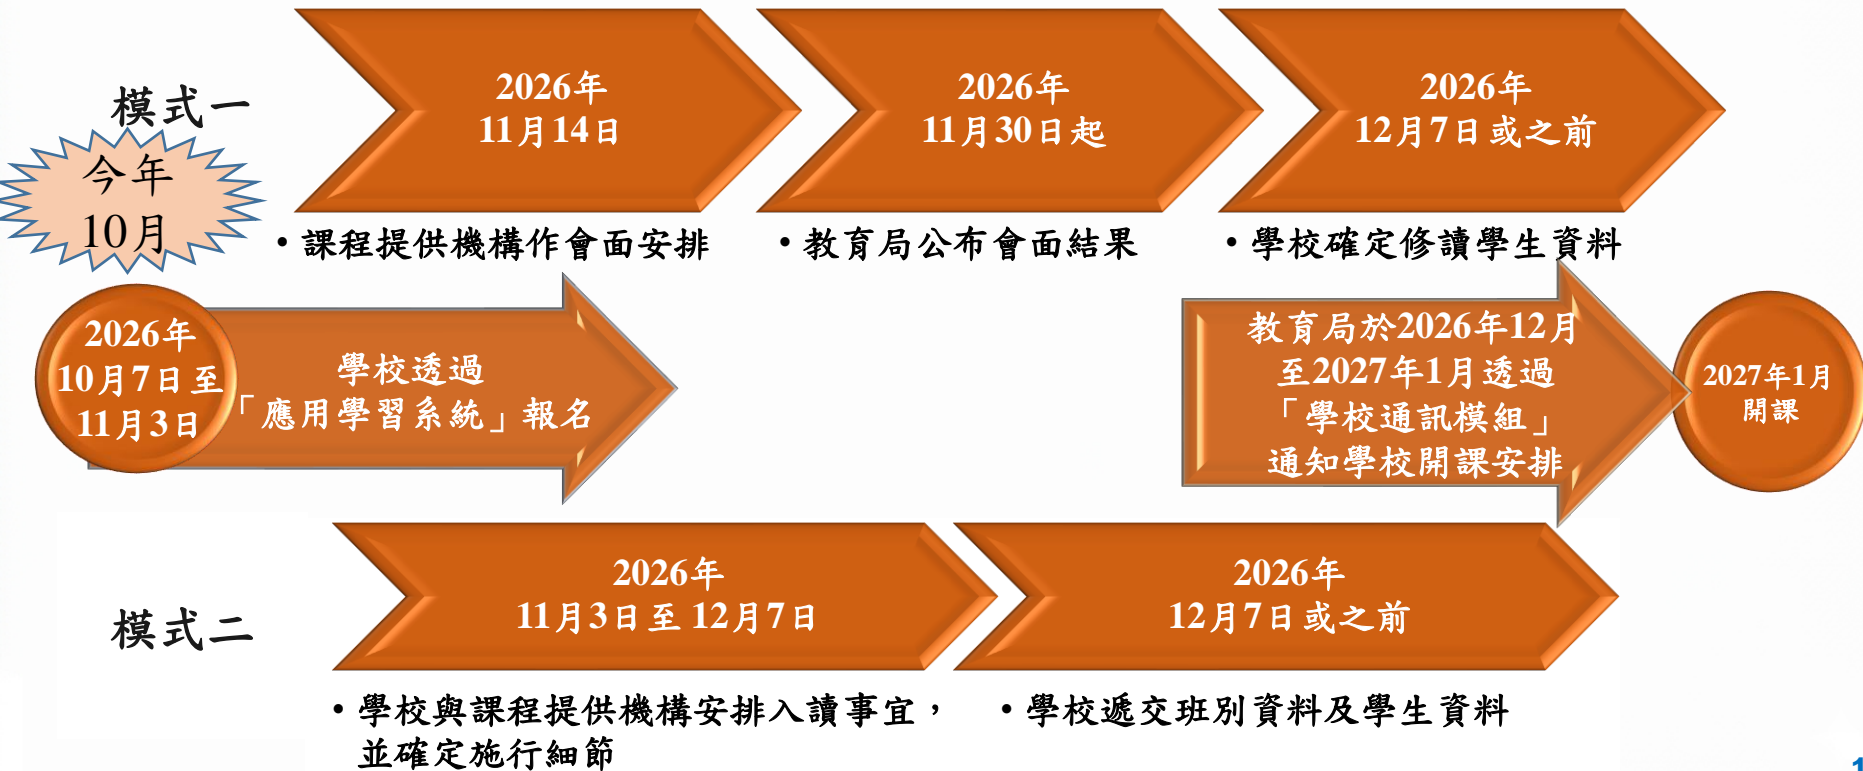 模式一
今年
10月
2026年
11月14日
• 課程提供機構作會面安排
2026年
11月30日起
• 教育局公布會面結果
2026年
12月7日或之前
• 學校確定修讀學生資料
2026年
10月7日至
11月3日
學校透過
「應用學習系統」報名
教育局於2026年12月
至2027年1月透過
「學校通訊模組」
通知學校開課安排
2027年1月
開課
模式二
2026年
11月3日至 12月7日
• 學校與課程提供機構安排入讀事宜，
並確定施行細節
2026年
12月7日或之前
• 學校遞交班別資料及學生資料